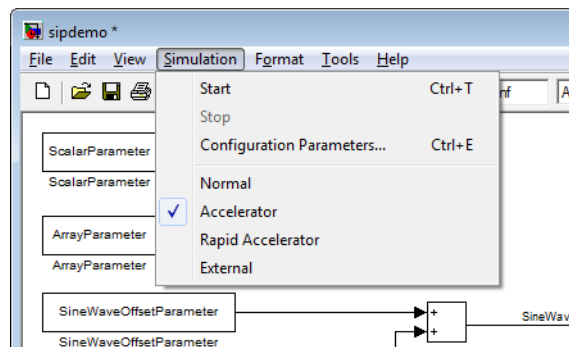 sipdemo *
File Edit View Simulation Format Tools Help
Start Ctrl+T
Stop
Configuration Parameters... Ctrl+E
Normal
Accelerator
Rapid Accelerator
External
ScalarParameter
ScalarParameter
ArrayParameter
ArrayParameter
SineWaveOffsetParameter
SineWaveOffsetParameter
+
+